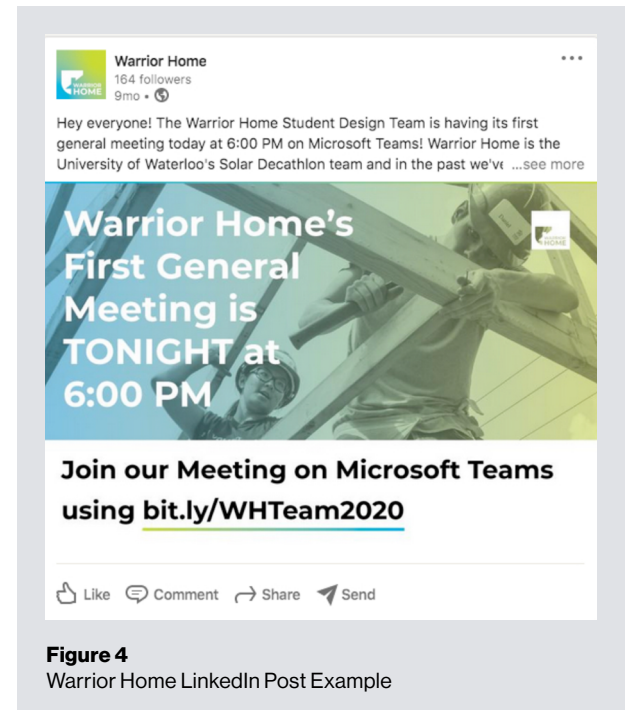 Warrior Home
164 followers
9mo •
Hey everyone! The Warrior Home Student Design Team is having its first
general meeting today at 6:00 PM on Microsoft Teams! Warrior Home is the
University of Waterloo's Solar Decathlon team and in the past we've ...see more
WARRIOR
HOME
Warrior Home's
First General
Meeting is
TONIGHT at
6:00 PM
WARRIOR
HOME
Join our Meeting on Microsoft Teams
using bit.ly/WHTeam2020
Like Comment Share Send
Figure 4
Warrior Home LinkedIn Post Example